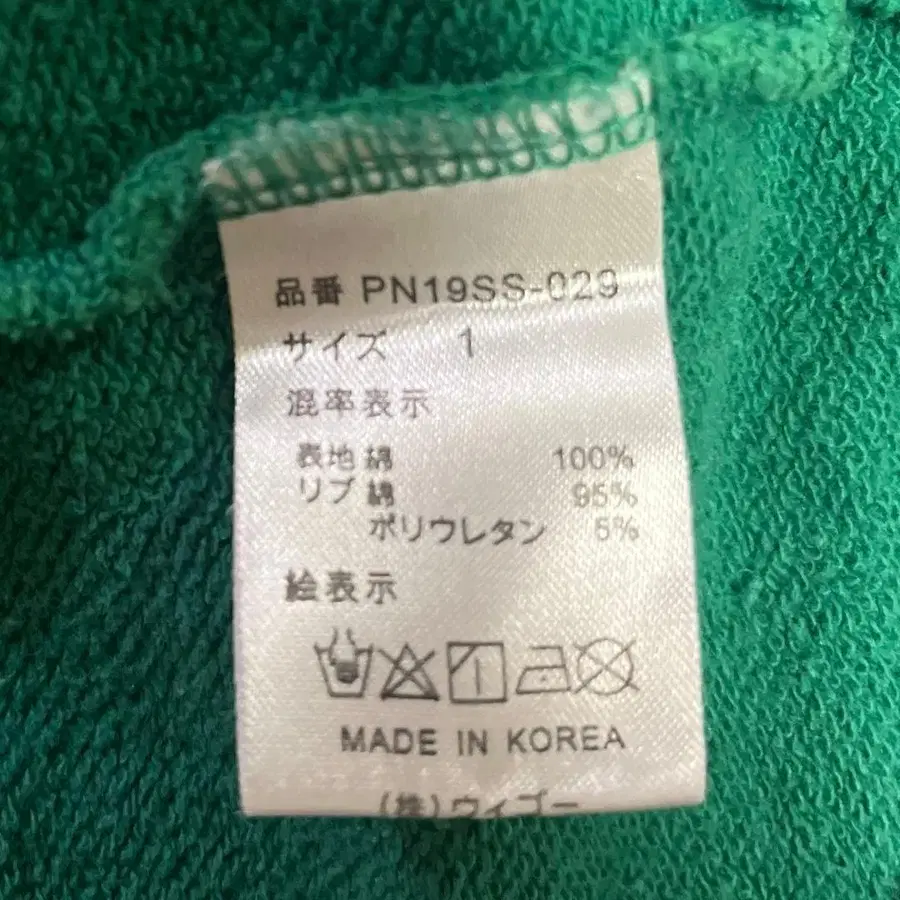 品番 PN19SS-029
サイズ 1
混率表示
表地 綿 100%
リブ 綿 95%
ポリウレタン 5%
絵表示
MADE IN KOREA
(株)ウィゴー